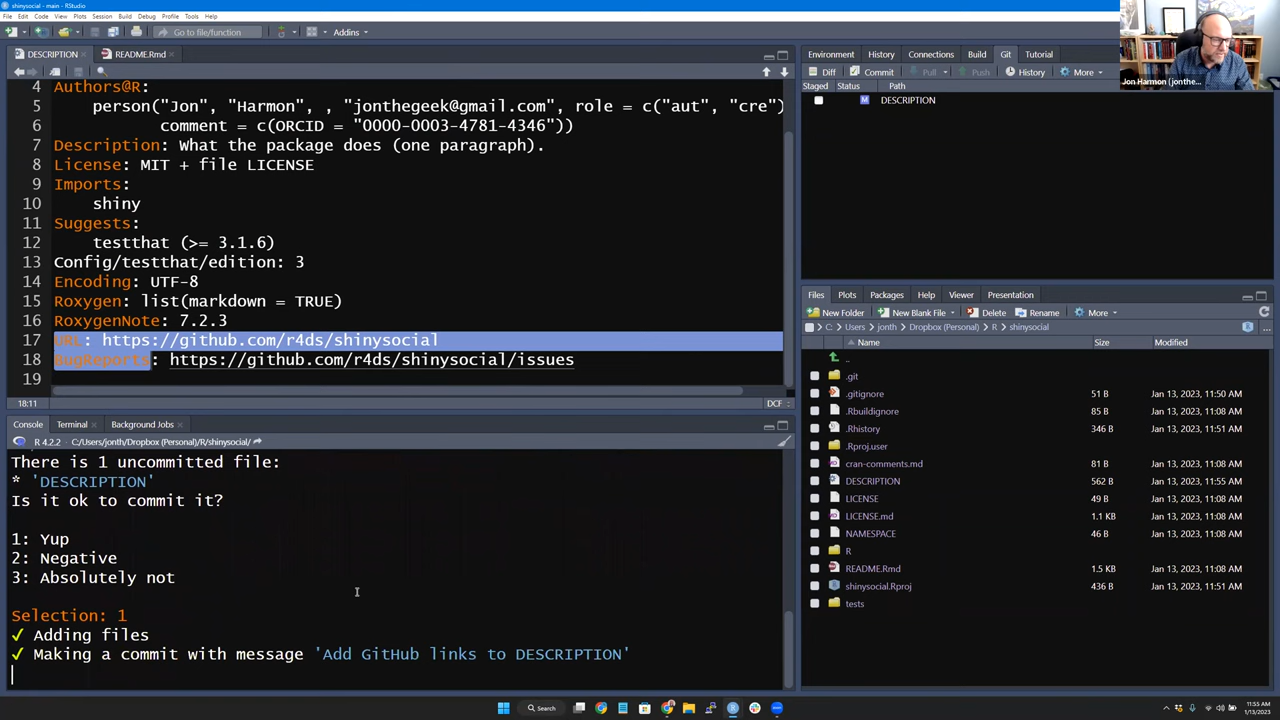 shinysocial - main - RStudio
File Edit Code View Plots Session Build Debug Profile Tools Help
Go to file/function
Addins
DESCRIPTION
README.Rmd
4 Authors@R:
5 person("Jon", "Harmon", , "jonthegeek@gmail.com", role = c("aut", "cre")
6 comment = c(ORCID = "0000-0003-4781-4346"))
7 Description: What the package does (one paragraph).
8 License: MIT + file LICENSE
9 Imports:
10 shiny
11 Suggests:
12 testthat (>= 3.1.6)
13 Config/testthat/edition: 3
14 Encoding: UTF-8
15 Roxygen: list(markdown = TRUE)
16 RoxygenNote: 7.2.3
17 URL: https://github.com/r4ds/shinysocial
18 BugReports: https://github.com/r4ds/shinysocial/issues
19
18:11
DCF
Console Terminal Background Jobs
R 4.2.2 · C:/Users/jonth/Dropbox (Personal)/R/shinysocial/
There is 1 uncommitted file:
* 'DESCRIPTION'
Is it ok to commit it?
1: Yup
2: Negative
3: Absolutely not
Selection: 1
✓ Adding files
✓ Making a commit with message 'Add GitHub links to DESCRIPTION'
Environment History Connections Build Git Tutorial
Diff Commit Pull Push History More
Staged Status Path
M DESCRIPTION
Jon Harmon (jonthe...
Files Plots Packages Help Viewer Presentation
New Folder New Blank File Delete Rename More
C: Users jonth Dropbox (Personal) R shinysocial ...
Name Size Modified
..
.git
.gitignore 51 B Jan 13, 2023, 11:50 AM
.Rbuildignore 85 B Jan 13, 2023, 11:08 AM
.Rhistory 346 B Jan 13, 2023, 11:08 AM
.Rproj.user
cran-comments.md 81 B Jan 13, 2023, 11:08 AM
DESCRIPTION 562 B Jan 13, 2023, 11:51 AM
LICENSE 49 B Jan 13, 2023, 11:08 AM
LICENSE.md 1.1 KB Jan 13, 2023, 11:08 AM
NAMESPACE 46 B Jan 13, 2023, 11:08 AM
R
README.Rmd 1.5 KB Jan 13, 2023, 11:08 AM
shinysocial.Rproj 436 B Jan 13, 2023, 11:51 AM
tests
Search
11:55 AM
1/13/2023